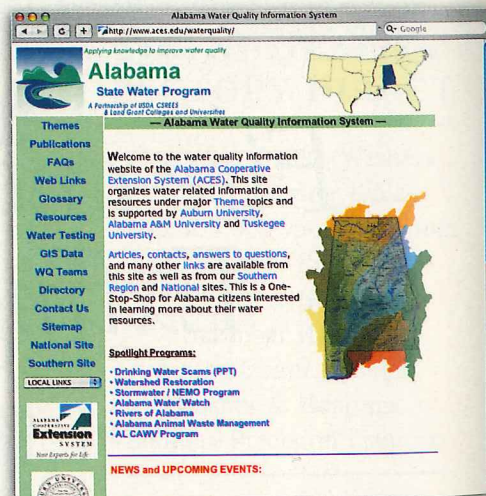 Alabama Water Quality Information System
http://www.aces.edu/waterquality/
Google
Applying knowledge to improve water quality
Alabama
State Water Program
A Partnership of USDA CSREES
& Land Grant Colleges and Universities
— Alabama Water Quality Information System —
Themes
Publications
FAQs
Web Links
Glossary
Resources
Water Testing
GIS Data
WQ Teams
Directory
Contact Us
Sitemap
National Site
Southern Site
LOCAL LINKS
ALABAMA
COOPERATIVE
Extension
SYSTEM
Your Experts for Life
Welcome to the water quality information
website of the Alabama Cooperative
Extension System (ACES). This site
organizes water related information and
resources under major Theme topics and
is supported by Auburn University,
Alabama A&M University and Tuskegee
University.
Articles, contacts, answers to questions,
and many other links are available from
this site as well as from our Southern
Region and National sites. This is a One-
Stop-Shop for Alabama citizens interested
in learning more about their water
resources.
Spotlight Programs:
• Drinking Water Scams (PPT)
• Watershed Restoration
• Stormwater / NEMO Program
• Alabama Water Watch
• Rivers of Alabama
• Alabama Animal Waste Management
• AL CAWV Program
NEWS and UPCOMING EVENTS: